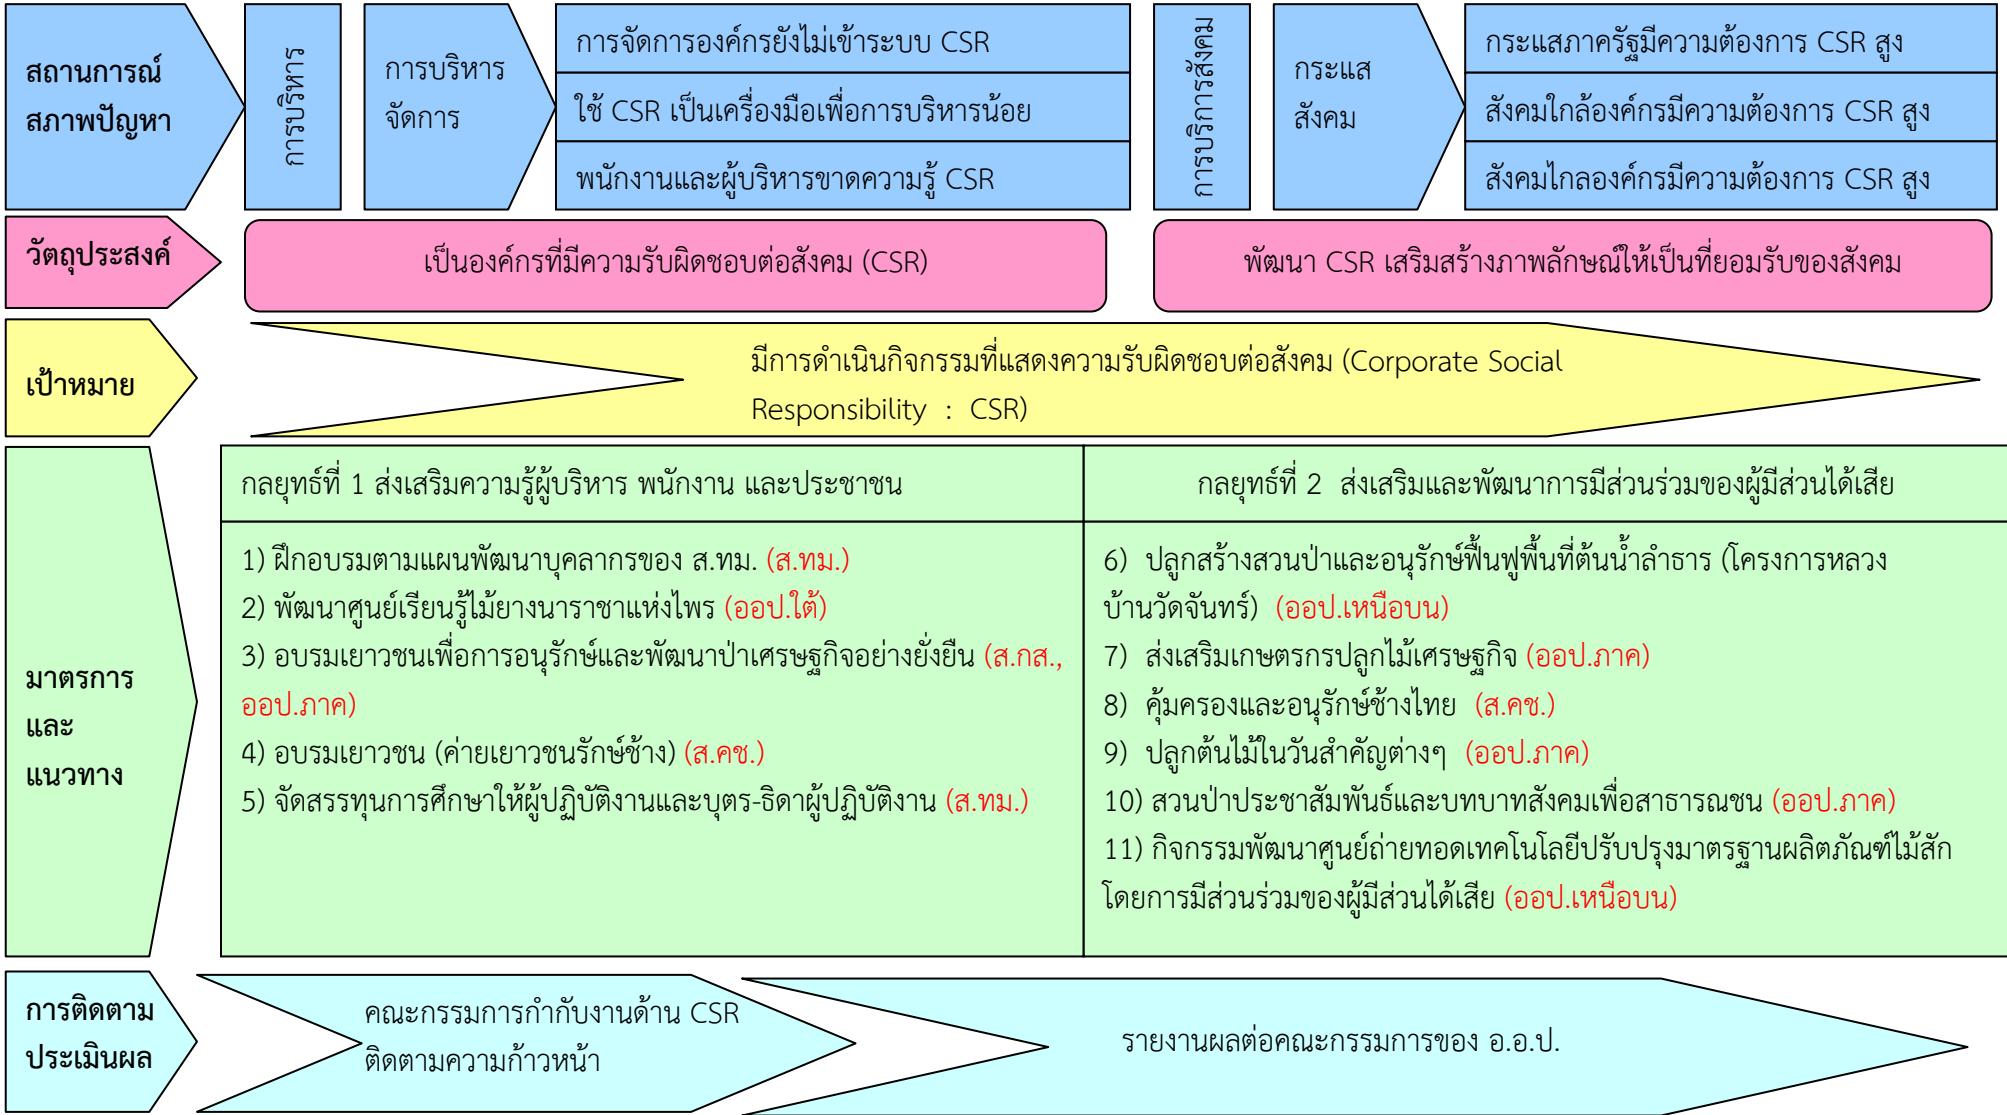 สถานการณ์
สภาพปัญหา
การบริหาร
การบริหาร
จัดการ
การจัดการองค์กรยังไม่เข้าระบบ CSR
ใช้ CSR เป็นเครื่องมือเพื่อการบริหารน้อย
พนักงานและผู้บริหารขาดความรู้ CSR
การบริการสังคม
กระแส
สังคม
กระแสภาครัฐมีความต้องการ CSR สูง
สังคมใกล้องค์กรมีความต้องการ CSR สูง
สังคมไกลองค์กรมีความต้องการ CSR สูง
วัตถุประสงค์
เป็นองค์กรที่มีความรับผิดชอบต่อสังคม (CSR)
พัฒนา CSR เสริมสร้างภาพลักษณ์ให้เป็นที่ยอมรับของสังคม
เป้าหมาย
มีการดำเนินกิจกรรมที่แสดงความรับผิดชอบต่อสังคม (Corporate Social
Responsibility : CSR)
มาตรการ
และ
แนวทาง
กลยุทธ์ที่ 1 ส่งเสริมความรู้ผู้บริหาร พนักงาน และประชาชน
1) ฝึกอบรมตามแผนพัฒนาบุคลากรของ ส.ทม. (ส.ทม.)
2) พัฒนาศูนย์เรียนรู้ไม้ยางนาราชาแห่งไพร (ออป.ใต้)
3) อบรมเยาวชนเพื่อการอนุรักษ์และพัฒนาป่าเศรษฐกิจอย่างยั่งยืน (ส.กส.,
ออป.ภาค)
4) อบรมเยาวชน (ค่ายเยาวชนรักษ์ช้าง) (ส.คช.)
5) จัดสรรทุนการศึกษาให้ผู้ปฏิบัติงานและบุตร-ธิดาผู้ปฏิบัติงาน (ส.ทม.)
กลยุทธ์ที่ 2 ส่งเสริมและพัฒนาการมีส่วนร่วมของผู้มีส่วนได้เสีย
6) ปลูกสร้างสวนป่าและอนุรักษ์ฟื้นฟูพื้นที่ต้นน้ำลำธาร (โครงการหลวง
บ้านวัดจันทร์) (ออป.เหนือบน)
7) ส่งเสริมเกษตรกรปลูกไม้เศรษฐกิจ (ออป.ภาค)
8) คุ้มครองและอนุรักษ์ช้างไทย (ส.คช.)
9) ปลูกต้นไม้ในวันสำคัญต่างๆ (ออป.ภาค)
10) สวนป่าประชาสัมพันธ์และบทบาทสังคมเพื่อสาธารณชน (ออป.ภาค)
11) กิจกรรมพัฒนาศูนย์ถ่ายทอดเทคโนโลยีปรับปรุงมาตรฐานผลิตภัณฑ์ไม้สัก
โดยการมีส่วนร่วมของผู้มีส่วนได้เสีย (ออป.เหนือบน)
การติดตาม
ประเมินผล
คณะกรรมการกำกับงานด้าน CSR
ติดตามความก้าวหน้า
รายงานผลต่อคณะกรรมการของ อ.อ.ป.